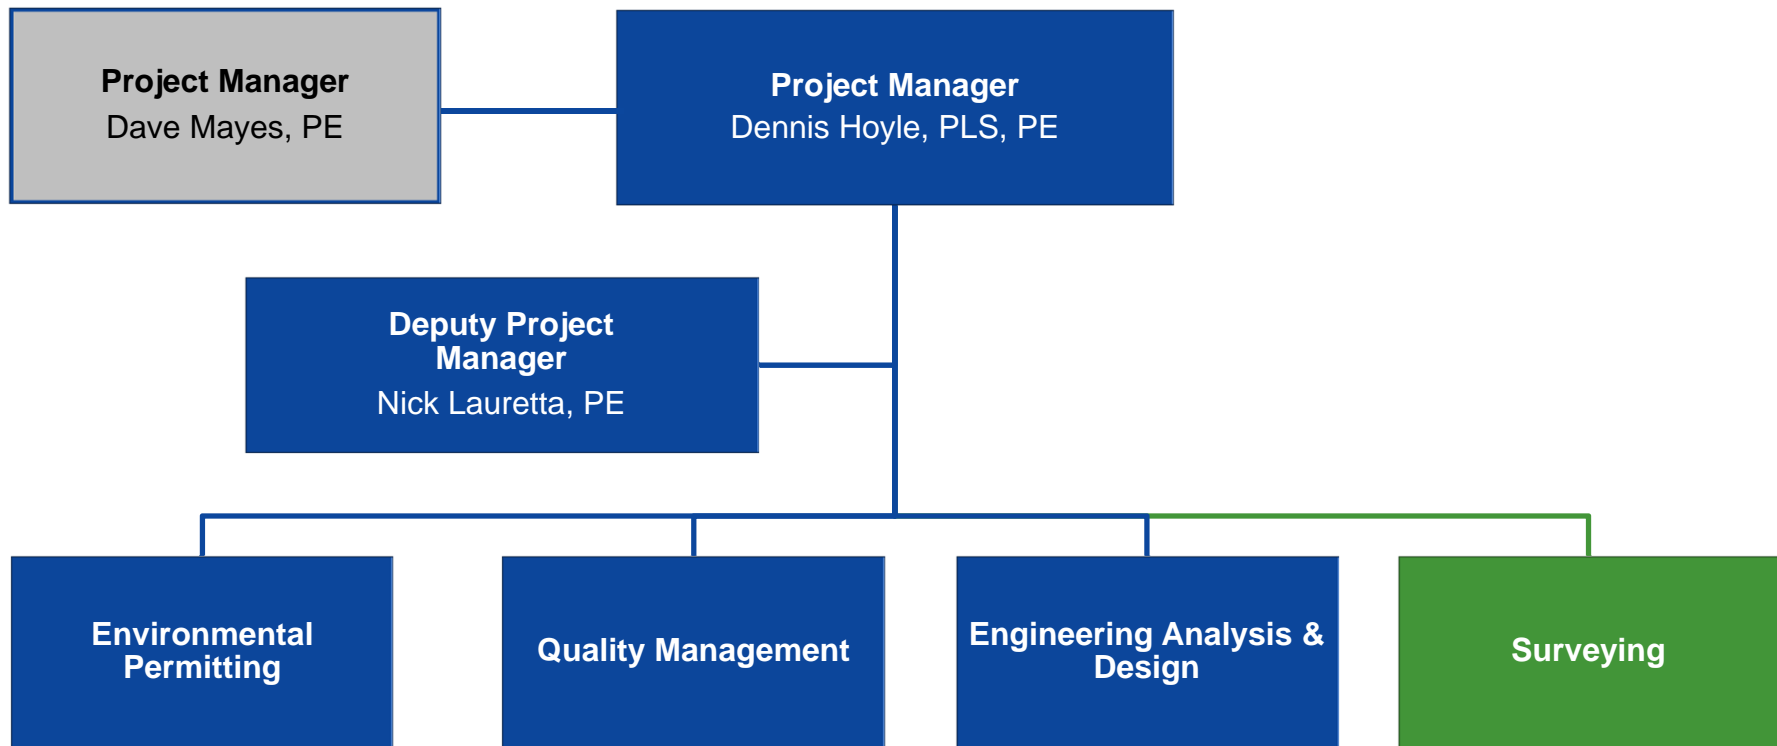 Project Manager
Dave Mayes, PE
Project Manager
Dennis Hoyle, PLS, PE
Deputy Project
Manager
Nick Lauretta, PE
Environmental
Permitting
Quality Management
Engineering Analysis &
Design
Surveying